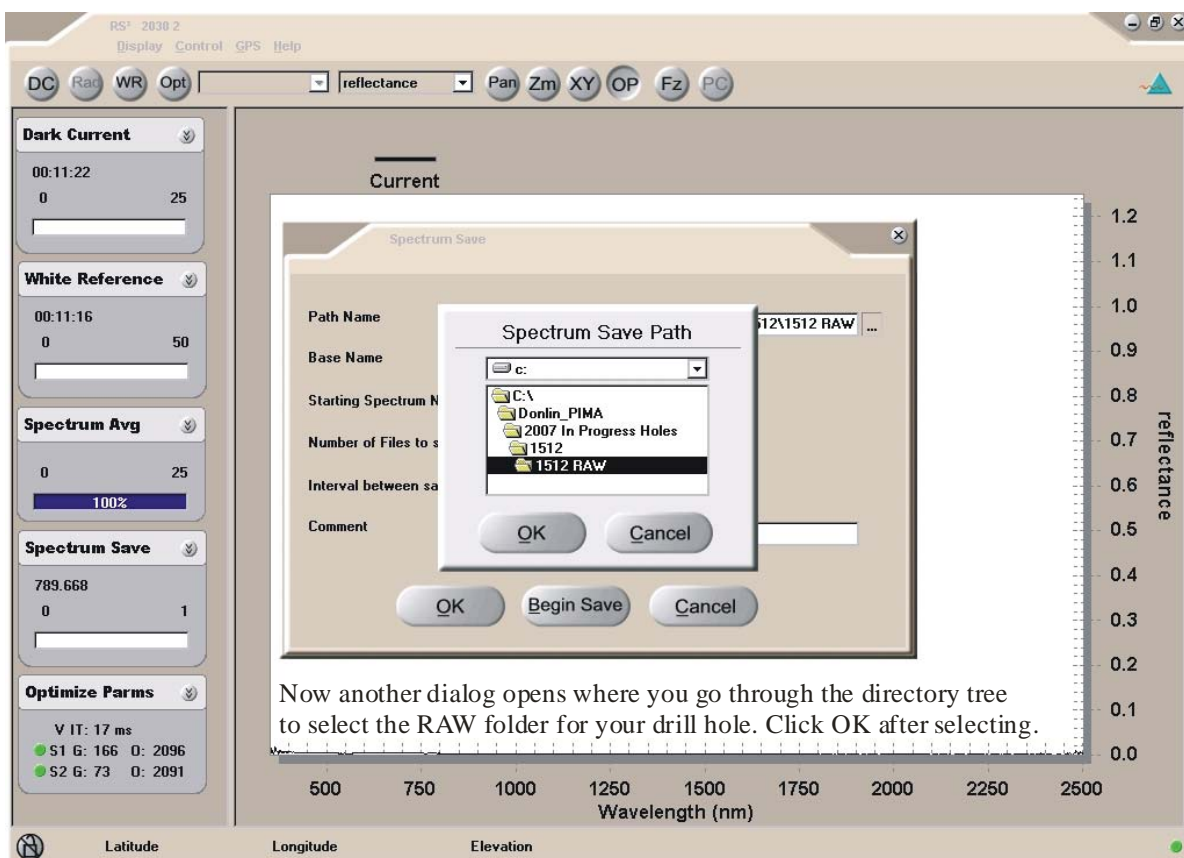 RS³ 2030 2
Display Control GPS Help
DC Rad WR Opt reflectance Pan Zm XY OP Fz PC
Dark Current
00:11:22
0 25
White Reference
00:11:16
0 50
Spectrum Avg
0 25
100%
Spectrum Save
789.668
0 1
Optimize Parms
V IT: 17 ms
S1 G: 166 O: 2096
S2 G: 73 O: 2091
Current
Spectrum Save
Path Name
512\1512 RAW ...
Base Name
Starting Spectrum N
Number of Files to s
Interval between sa
Comment
OK Begin Save Cancel
Spectrum Save Path
c:
C:\
Donlin_PIMA
2007 In Progress Holes
1512
1512 RAW
OK Cancel
Now another dialog opens where you go through the directory tree
to select the RAW folder for your drill hole. Click OK after selecting.
1.2
1.1
1.0
0.9
0.8
0.7
0.6
0.5
0.4
0.3
0.2
0.1
0.0
reflectance
500 750 1000 1250 1500 1750 2000 2250 2500
Wavelength (nm)
Latitude Longitude Elevation